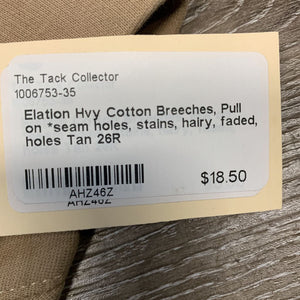 The Tack Collector
1006753-35
Elation Hvy Cotton Breeches, Pull
on *seam holes, stains, hairy, faded,
holes Tan 26R
AHZ46Z
AHZ46Z
$18.50